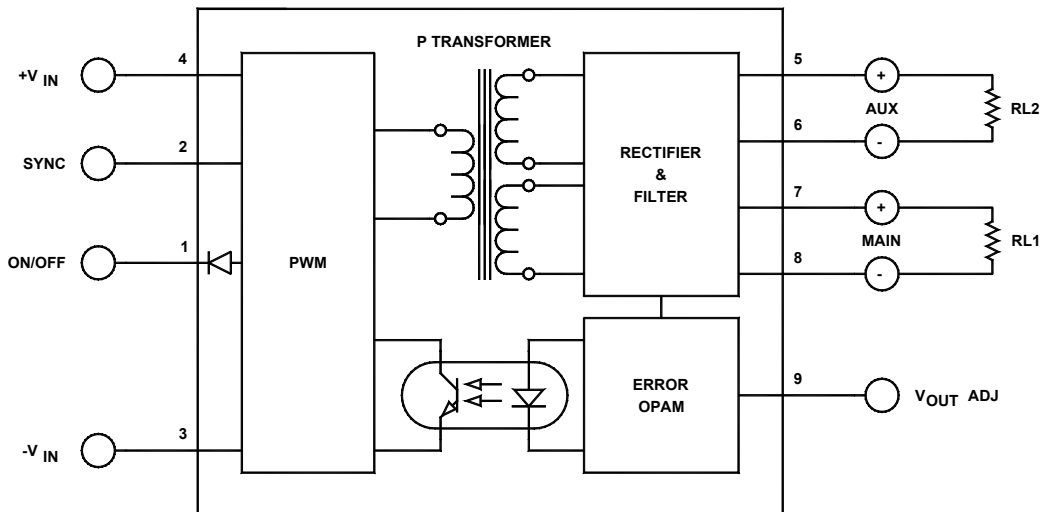 P TRANSFORMER
+V IN
4
SYNC
2
ON/OFF
1
-V IN
3
PWM
RECTIFIER
&
FILTER
ERROR
OPAM
5
+
AUX
6
-
RL2
7
+
MAIN
8
-
RL1
9
VOUT ADJ